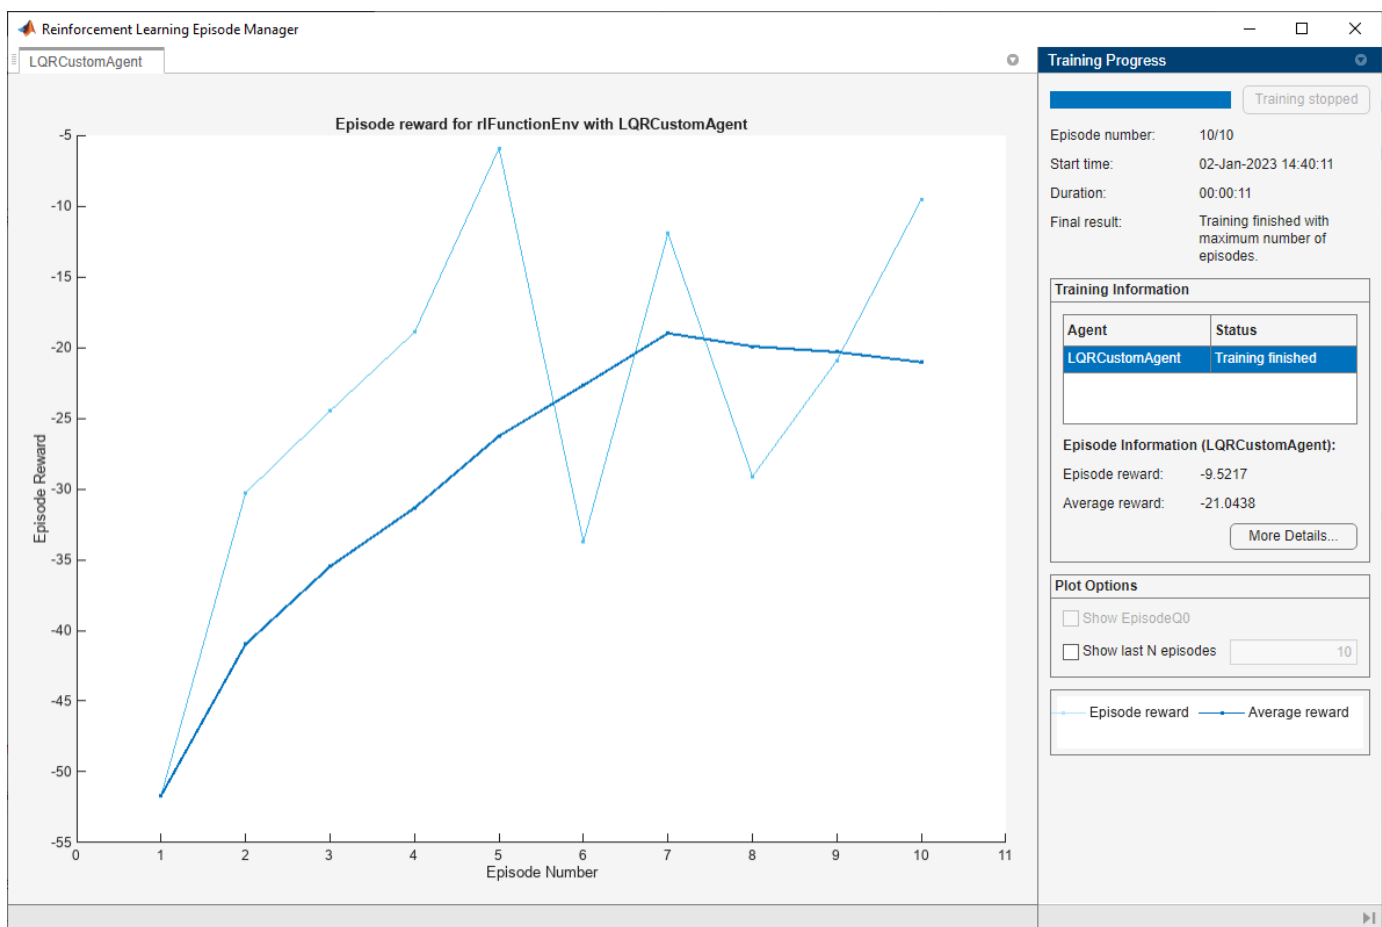 Reinforcement Learning Episode Manager
LQRCustomAgent
Episode reward for rlFunctionEnv with LQRCustomAgent
-5
-10
-15
-20
-25
-30
-35
-40
-45
-50
-55
Episode Reward
0 1 2 3 4 5 6 7 8 9 10 11
Episode Number
Training Progress
Training stopped
Episode number: 10/10
Start time: 02-Jan-2023 14:40:11
Duration: 00:00:11
Final result: Training finished with
maximum number of
episodes.
Training Information
Agent Status
LQRCustomAgent Training finished
Episode Information (LQRCustomAgent):
Episode reward: -9.5217
Average reward: -21.0438
More Details...
Plot Options
Show EpisodeQ0
Show last N episodes 10
Episode reward Average reward